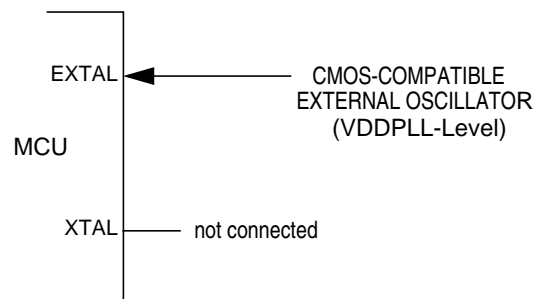 EXTAL
CMOS-COMPATIBLE
EXTERNAL OSCILLATOR
(VDDPLL-Level)
MCU
XTAL
not connected